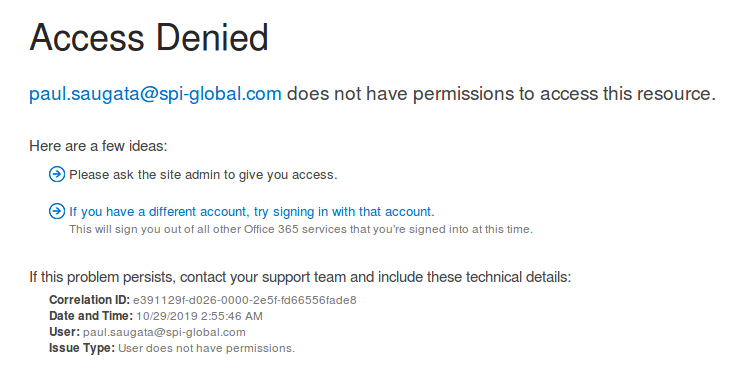 Access Denied
paul.saugata@spi-global.com does not have permissions to access this resource.
Here are a few ideas:
Please ask the site admin to give you access.
If you have a different account, try signing in with that account.
This will sign you out of all other Office 365 services that you're signed into at this time.
If this problem persists, contact your support team and include these technical details:
Correlation ID: e391129f-d026-0000-2e5f-fd66556fade8
Date and Time: 10/29/2019 2:55:46 AM
User: paul.saugata@spi-global.com
Issue Type: User does not have permissions.